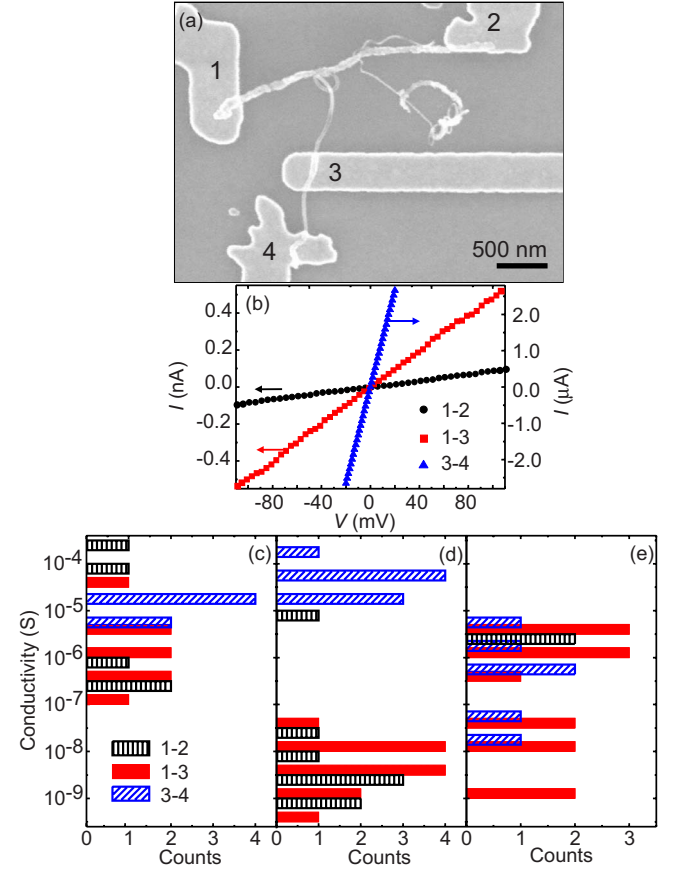 (a)
2
1
3
4
500 nm
(b)
0.4
0.2
0.0
-0.2
-0.4
I (nA)
2.0
1.0
0.0
-1.0
-2.0
I (µA)
1-2
1-3
3-4
-80 -40 0 40 80
V (mV)
(c) (d) (e)
10⁻⁴
10⁻⁵
10⁻⁶
10⁻⁷
10⁻⁸
10⁻⁹
Conductivity (S)
1-2
1-3
3-4
0 1 2 3 4 0 1 2 3 4 0 1 2 3
Counts Counts Counts